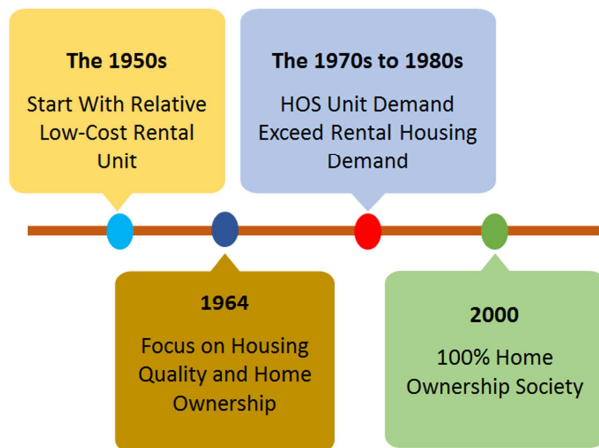 The 1950s
Start With Relative
Low-Cost Rental
Unit
The 1970s to 1980s
HOS Unit Demand
Exceed Rental Housing
Demand
1964
Focus on Housing
Quality and Home
Ownership
2000
100% Home
Ownership Society